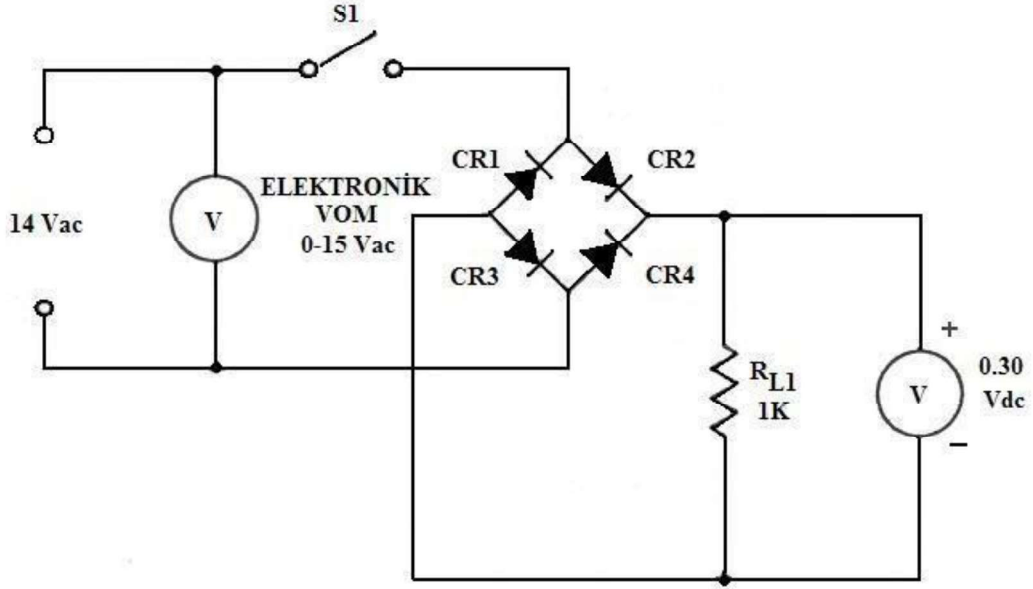 S1
CR1
CR2
ELEKTRONİK
VOM
0-15 Vac
14 Vac
V
CR3
CR4
+
0.30
Vdc
V
RL1
1K
−